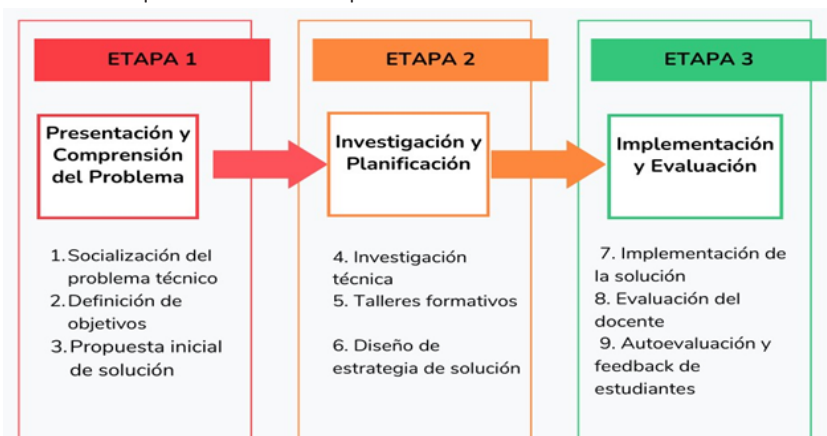 ETAPA 1
Presentación y
Comprensión
del Problema
1.Socialización del
problema técnico
2.Definición de
objetivos
3.Propuesta inicial
de solución
ETAPA 2
Investigación y
Planificación
4. Investigación
técnica
5. Talleres formativos
6. Diseño de
estrategia de solución
ETAPA 3
Implementación
y Evaluación
7. Implementación de
la solución
8. Evaluación del
docente
9. Autoevaluación y
feedback de
estudiantes